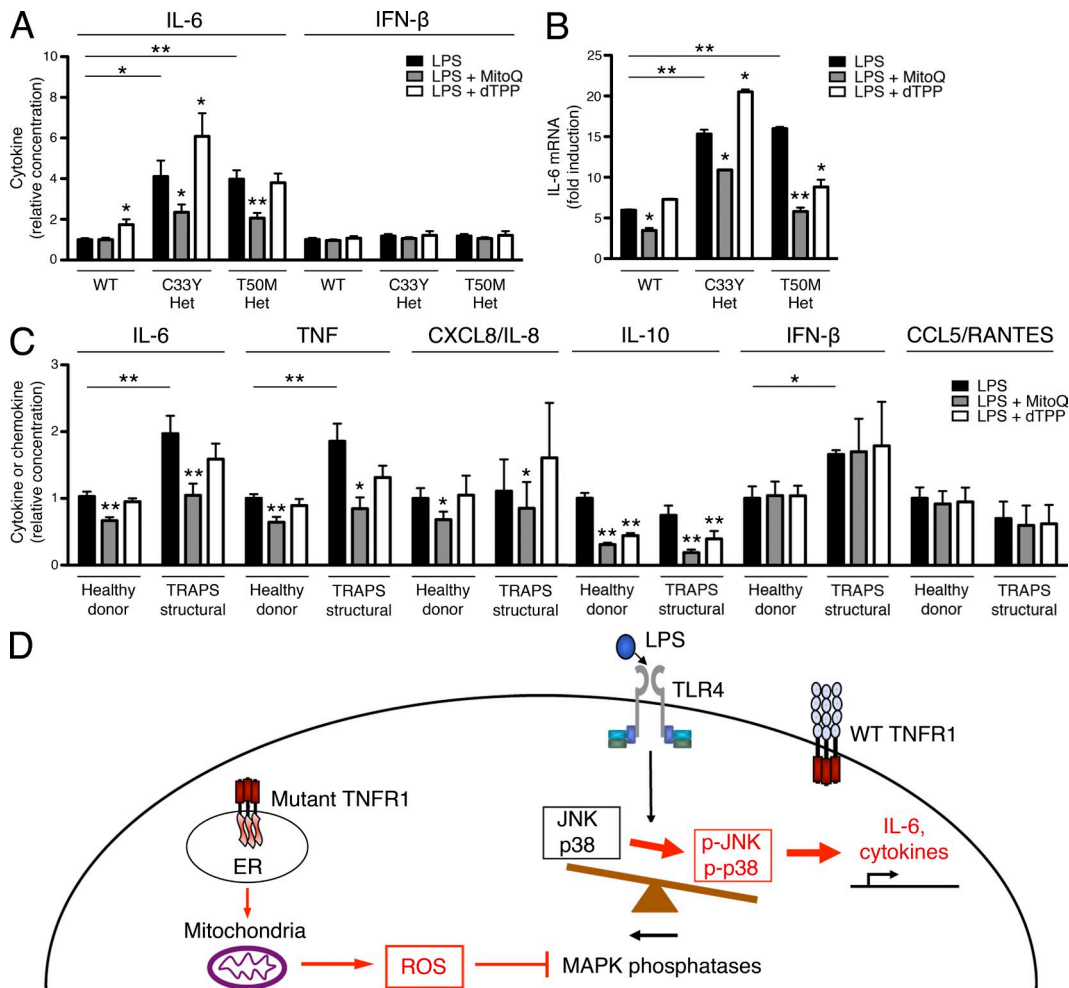 A
IL-6
IFN-β
**
*
Cytokine
(relative concentration)
10
8
6
4
2
0
*
*
*
**
LPS
LPS + MitoQ
LPS + dTPP
WT
C33Y
Het
T50M
Het
WT
C33Y
Het
T50M
Het
B
IL-6 mRNA
(fold induction)
25
20
15
10
5
0
**
**
*
*
*
**
*
LPS
LPS + MitoQ
LPS + dTPP
WT
C33Y
Het
T50M
Het
C
IL-6
TNF
CXCL8/IL-8
IL-10
IFN-β
CCL5/RANTES
Cytokine or chemokine
(relative concentration)
3
2
1
0
**
**
*
**
**
**
*
*
*
**
**
**
**
LPS
LPS + MitoQ
LPS + dTPP
Healthy
donor
TRAPS
structural
Healthy
donor
TRAPS
structural
Healthy
donor
TRAPS
structural
Healthy
donor
TRAPS
structural
Healthy
donor
TRAPS
structural
Healthy
donor
TRAPS
structural
D
LPS
TLR4
WT TNFR1
Mutant TNFR1
ER
JNK
p38
p-JNK
p-p38
IL-6,
cytokines
Mitochondria
ROS
MAPK phosphatases